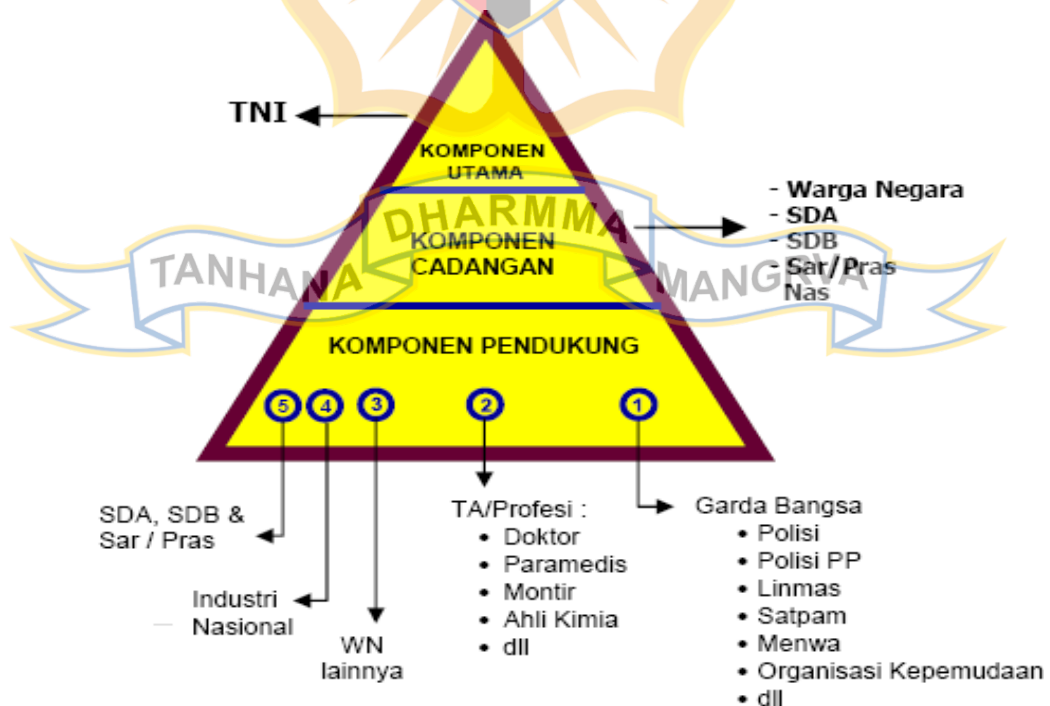 TNI
KOMPONEN
UTAMA
- Warga Negara
- SDA
- SDB
- Sar/Pras
Nas
DHARMMA
TANHANA
MANGRVA
KOMPONEN
CADANGAN
KOMPONEN PENDUKUNG
5 4 3 2 1
SDA, SDB &
Sar / Pras
Industri
Nasional
WN
lainnya
TA/Profesi :
• Doktor
• Paramedis
• Montir
• Ahli Kimia
• dll
Garda Bangsa
• Polisi
• Polisi PP
• Linmas
• Satpam
• Menwa
• Organisasi Kepemudaan
• dll